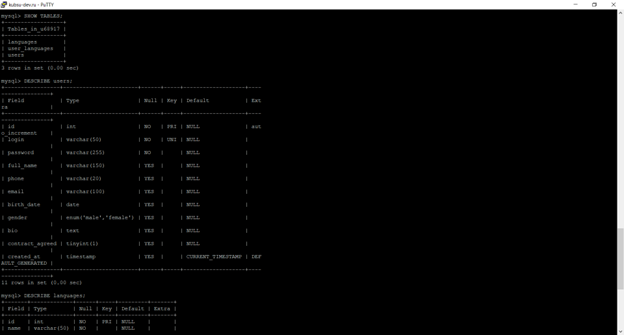 kubsu-dev.ru - PuTTY
mysql> SHOW TABLES;
+------------------+
| Tables_in_u68917 |
+------------------+
| languages        |
| user_languages   |
| users            |
+------------------+
3 rows in set (0.00 sec)
mysql> DESCRIBE users;
+-----------------+-----------------------+------+-----+-------------------+----
---------------+
| Field           | Type                  | Null | Key | Default           | Ext
ra             |
+-----------------+-----------------------+------+-----+-------------------+----
---------------+
| id              | int                   | NO   | PRI | NULL              | aut
o_increment    |
| login           | varchar(50)           | NO   | UNI | NULL              |
               |
| password        | varchar(255)          | NO   |     | NULL              |
               |
| full_name       | varchar(150)          | YES  |     | NULL              |
               |
| phone           | varchar(20)           | YES  |     | NULL              |
               |
| email           | varchar(100)          | YES  |     | NULL              |
               |
| birth_date      | date                  | YES  |     | NULL              |
               |
| gender          | enum('male','female') | YES  |     | NULL              |
               |
| bio             | text                  | YES  |     | NULL              |
               |
| contract_agreed | tinyint(1)            | YES  |     | NULL              |
               |
| created_at      | timestamp             | YES  |     | CURRENT_TIMESTAMP | DEF
AULT_GENERATED |
+-----------------+-----------------------+------+-----+-------------------+----
---------------+
11 rows in set (0.00 sec)
mysql> DESCRIBE languages;
+-------+-------------+------+-----+---------+-------+
| Field | Type        | Null | Key | Default | Extra |
+-------+-------------+------+-----+---------+-------+
| id    | int         | NO   | PRI | NULL    |       |
| name  | varchar(50) | NO   |     | NULL    |       |